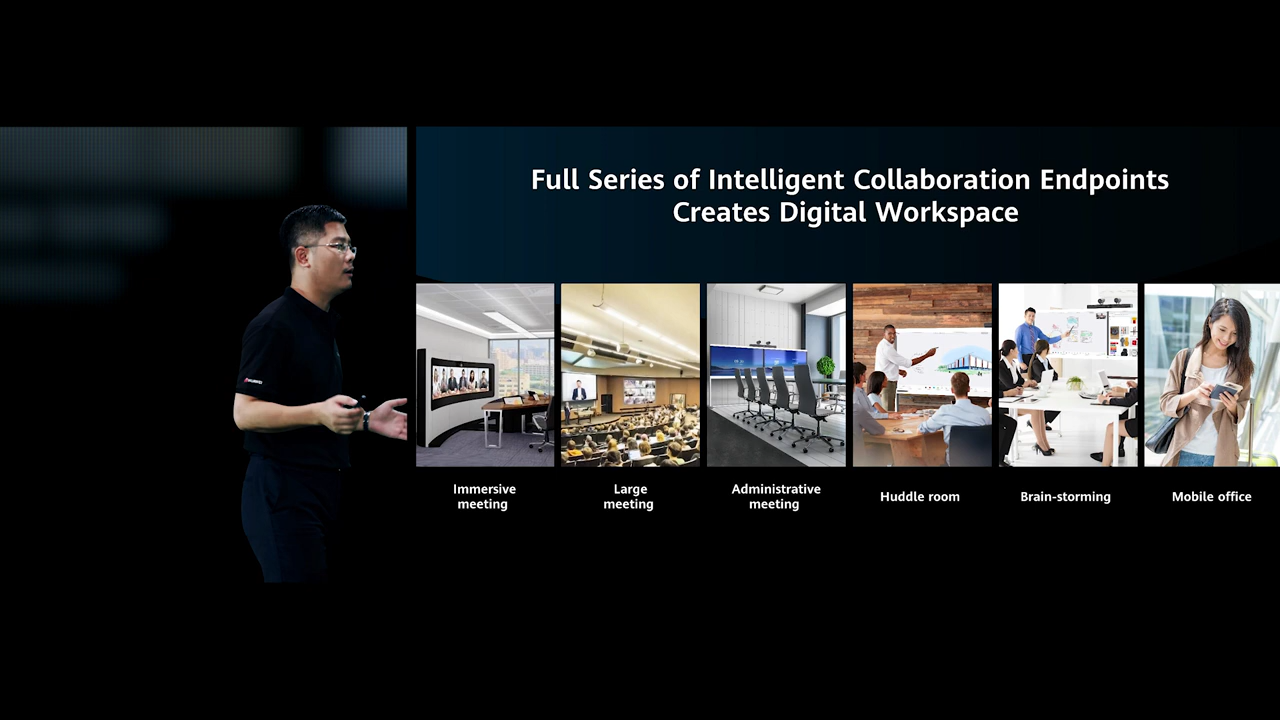 Full Series of Intelligent Collaboration Endpoints
Creates Digital Workspace
Immersive
meeting
Large
meeting
Administrative
meeting
Huddle room
Brain-storming
Mobile office
HUAWEI